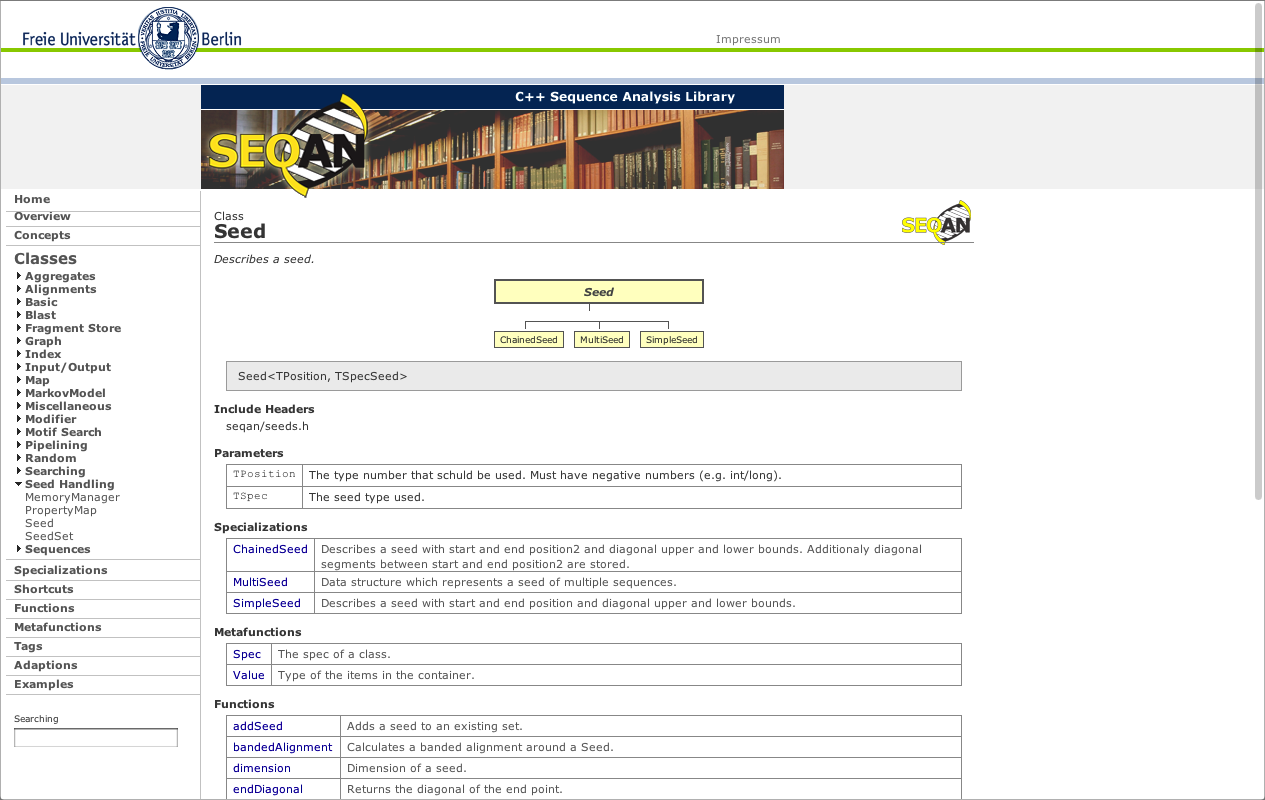 Freie Universität Berlin
Impressum
C++ Sequence Analysis Library
SEQAN
Home
Overview
Concepts
Classes
Aggregates
Alignments
Basic
Blast
Fragment Store
Graph
Index
Input/Output
Map
MarkovModel
Miscellaneous
Modifier
Motif Search
Pipelining
Random
Searching
Seed Handling
MemoryManager
PropertyMap
Seed
SeedSet
Sequences
Specializations
Shortcuts
Functions
Metafunctions
Tags
Adaptions
Examples
Searching
Class
Seed
SEQAN
Describes a seed.
Seed
ChainedSeed MultiSeed SimpleSeed
Seed<TPosition, TSpecSeed>
Include Headers
seqan/seeds.h
Parameters
TPosition The type number that schuld be used. Must have negative numbers (e.g. int/long).
TSpec The seed type used.
Specializations
ChainedSeed Describes a seed with start and end position2 and diagonal upper and lower bounds. Additionaly diagonal
segments between start and end position2 are stored.
MultiSeed Data structure which represents a seed of multiple sequences.
SimpleSeed Describes a seed with start and end position and diagonal upper and lower bounds.
Metafunctions
Spec The spec of a class.
Value Type of the items in the container.
Functions
addSeed Adds a seed to an existing set.
bandedAlignment Calculates a banded alignment around a Seed.
dimension Dimension of a seed.
endDiagonal Returns the diagonal of the end point.